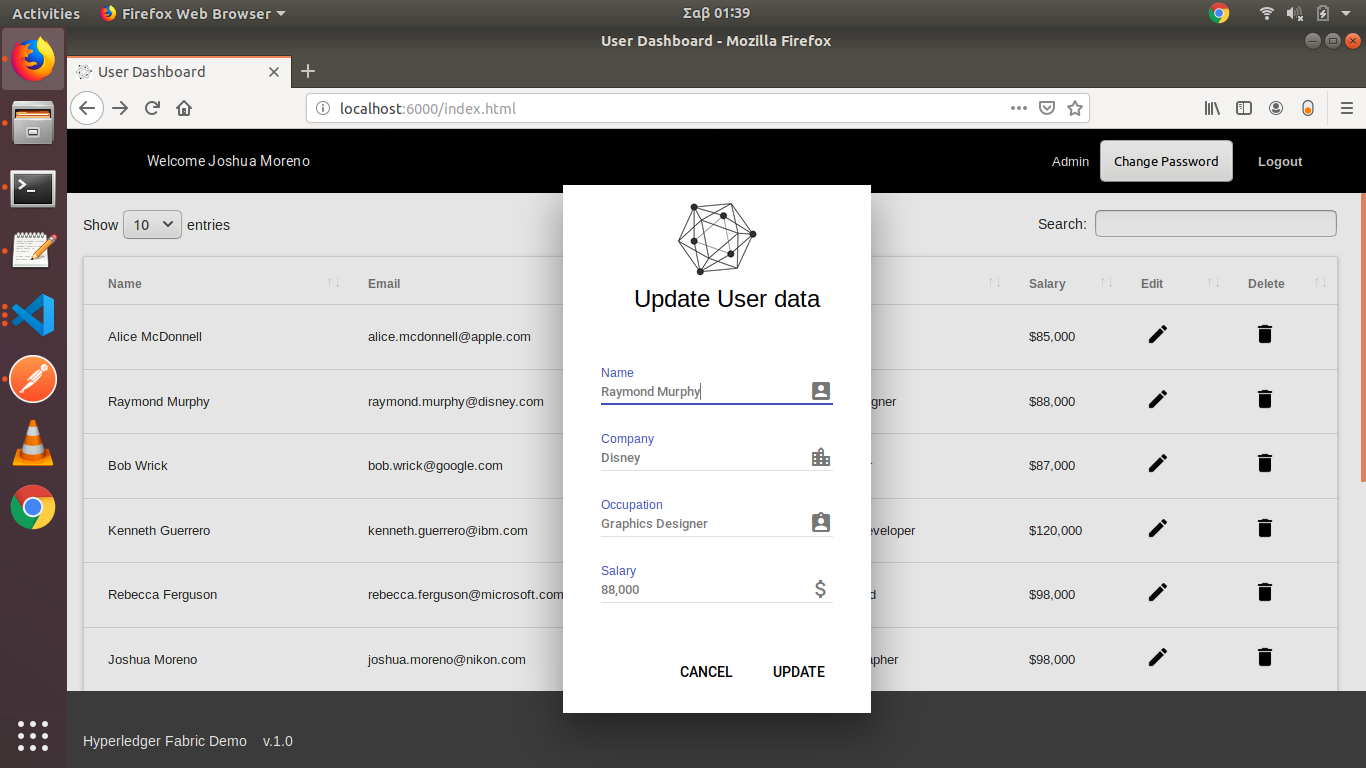 Activities Firefox Web Browser Σαβ 01:39
User Dashboard - Mozilla Firefox
User Dashboard
localhost:6000/index.html
Welcome Joshua Moreno Admin Change Password Logout
Show 10 entries Search:
Name Email Salary Edit Delete
Alice McDonnell alice.mcdonnell@apple.com $85,000
Raymond Murphy raymond.murphy@disney.com gner $88,000
Bob Wrick bob.wrick@google.com $87,000
Kenneth Guerrero kenneth.guerrero@ibm.com eveloper $120,000
Rebecca Ferguson rebecca.ferguson@microsoft.com d $98,000
Joshua Moreno joshua.moreno@nikon.com apher $98,000
Update User data
Name
Raymond Murphy
Company
Disney
Occupation
Graphics Designer
Salary
88,000
CANCEL UPDATE
Hyperledger Fabric Demo v.1.0